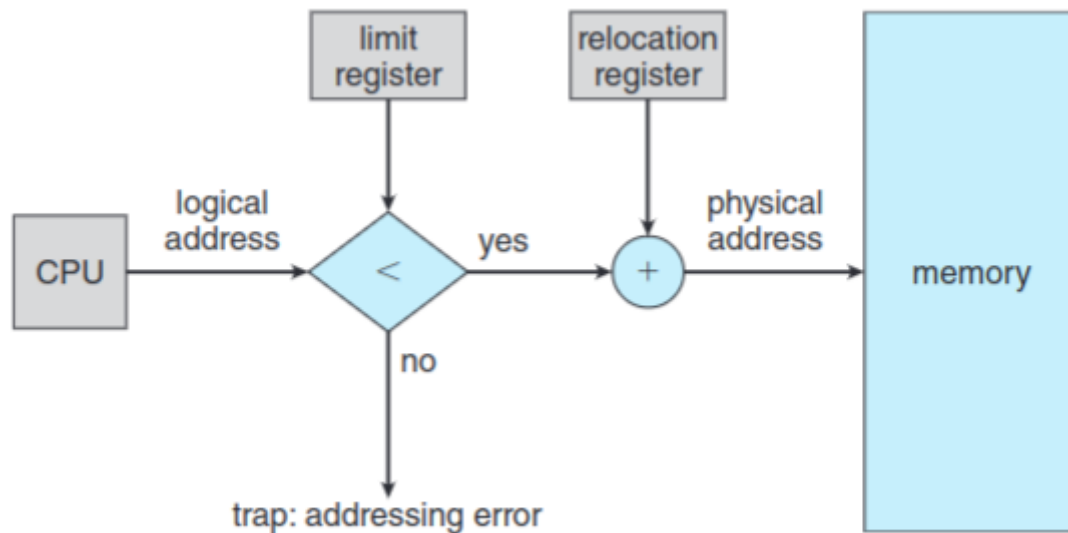 limit
register
relocation
register
logical
address
physical
address
CPU
<
yes
+
memory
no
trap: addressing error